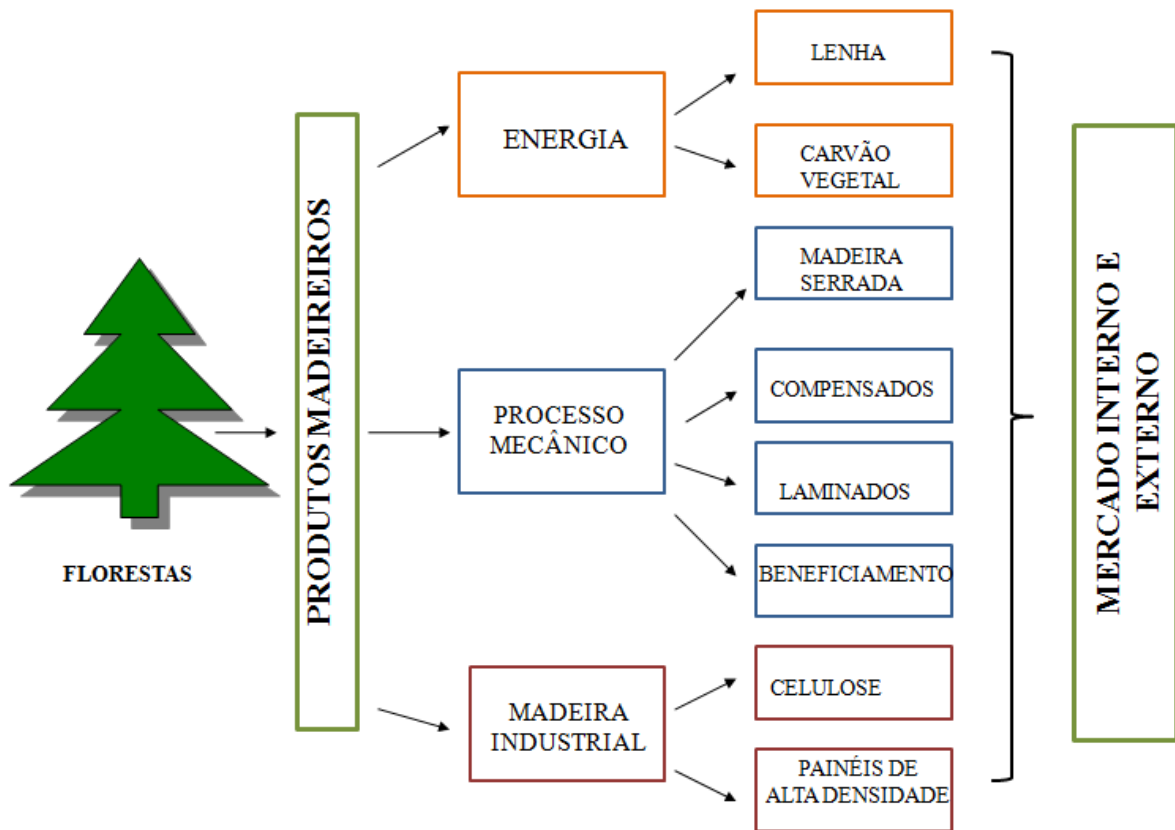 FLORESTAS
PRODUTOS MADEIREIROS
ENERGIA
LENHA
CARVÃO
VEGETAL
PROCESSO
MECÂNICO
MADEIRA
SERRADA
COMPENSADOS
LAMINADOS
BENEFICIAMENTO
MADEIRA
INDUSTRIAL
CELULOSE
PAINÉIS DE
ALTA DENSIDADE
MERCADO INTERNO E
EXTERNO